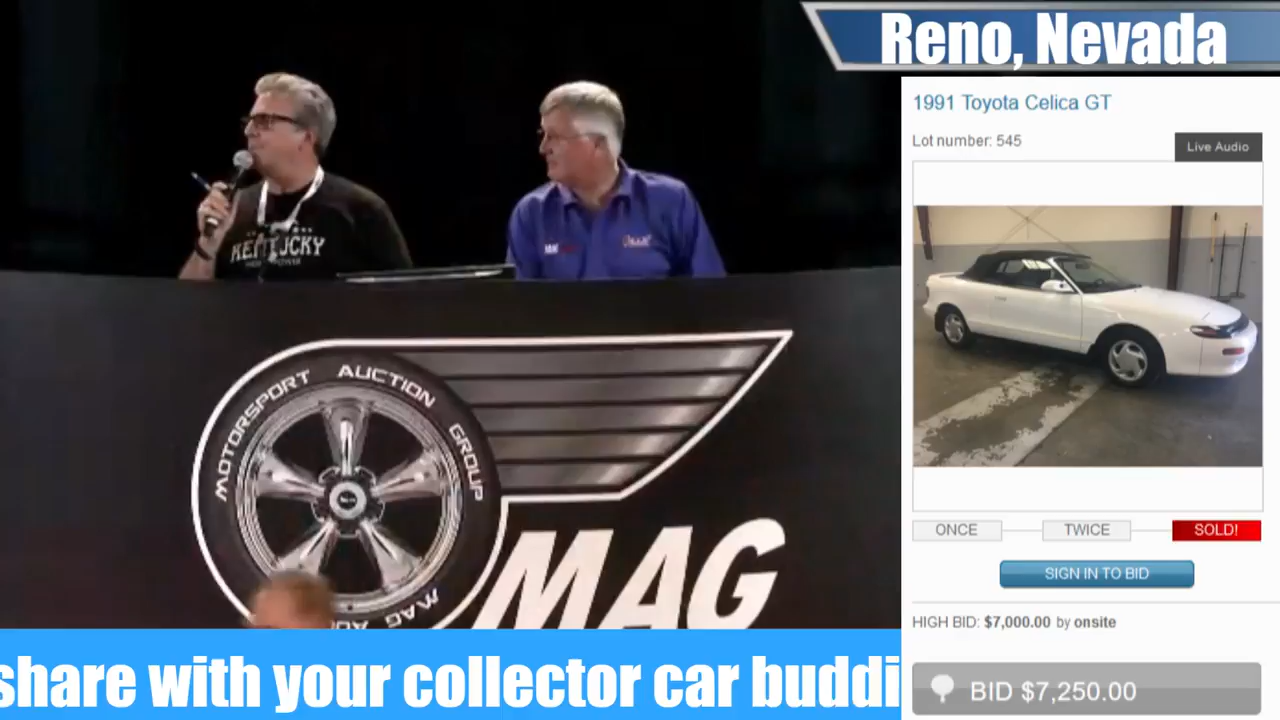 Reno, Nevada
1991 Toyota Celica GT
Lot number: 545
Live Audio
KENTUCKY
MOTORSPORT AUCTION GROUP
MAG
MAG
ONCE
TWICE
SOLD!
SIGN IN TO BID
HIGH BID: $7,000.00 by onsite
BID $7,250.00
share with your collector car buddi